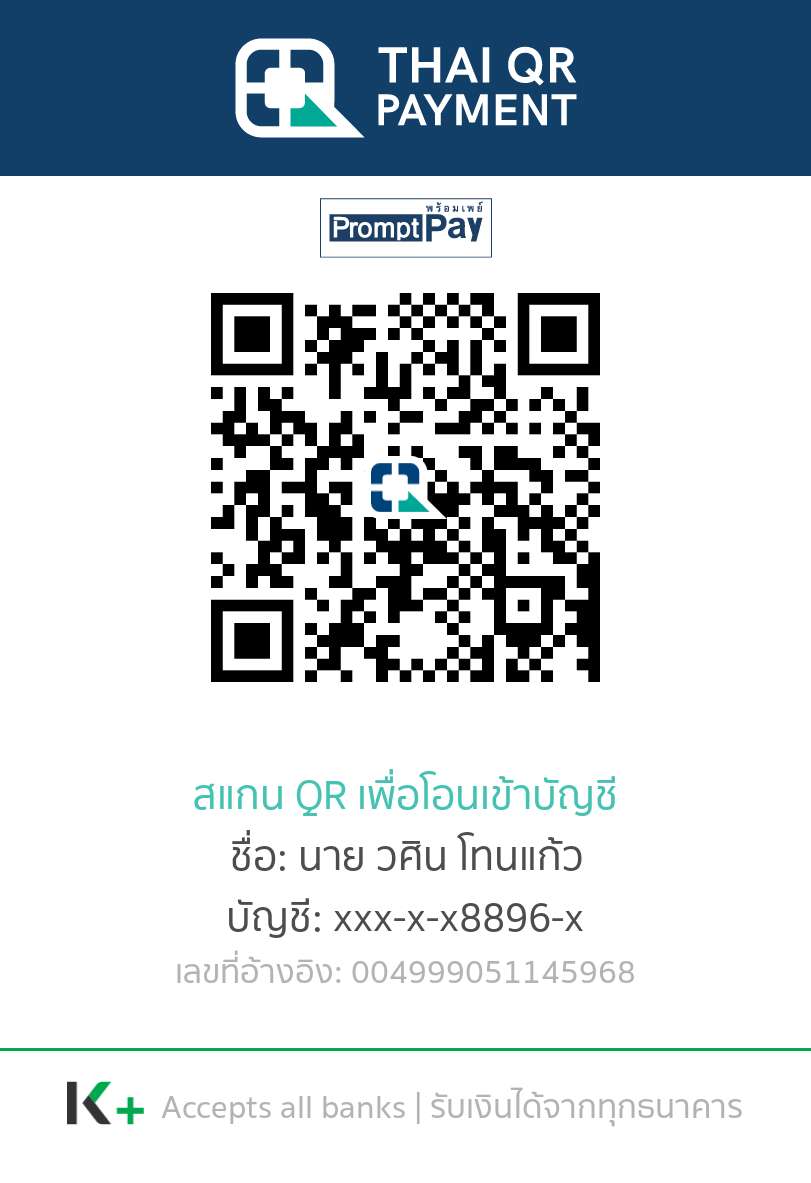 THAI QR
PAYMENT
พร้อมเพย์
PromptPay
สแกน QR เพื่อโอนเข้าบัญชี
ชื่อ: นาย วศิน โทนแก้ว
บัญชี: xxx-x-x8896-x
เลขที่อ้างอิง: 004999051145968
K+ Accepts all banks | รับเงินได้จากทุกธนาคาร